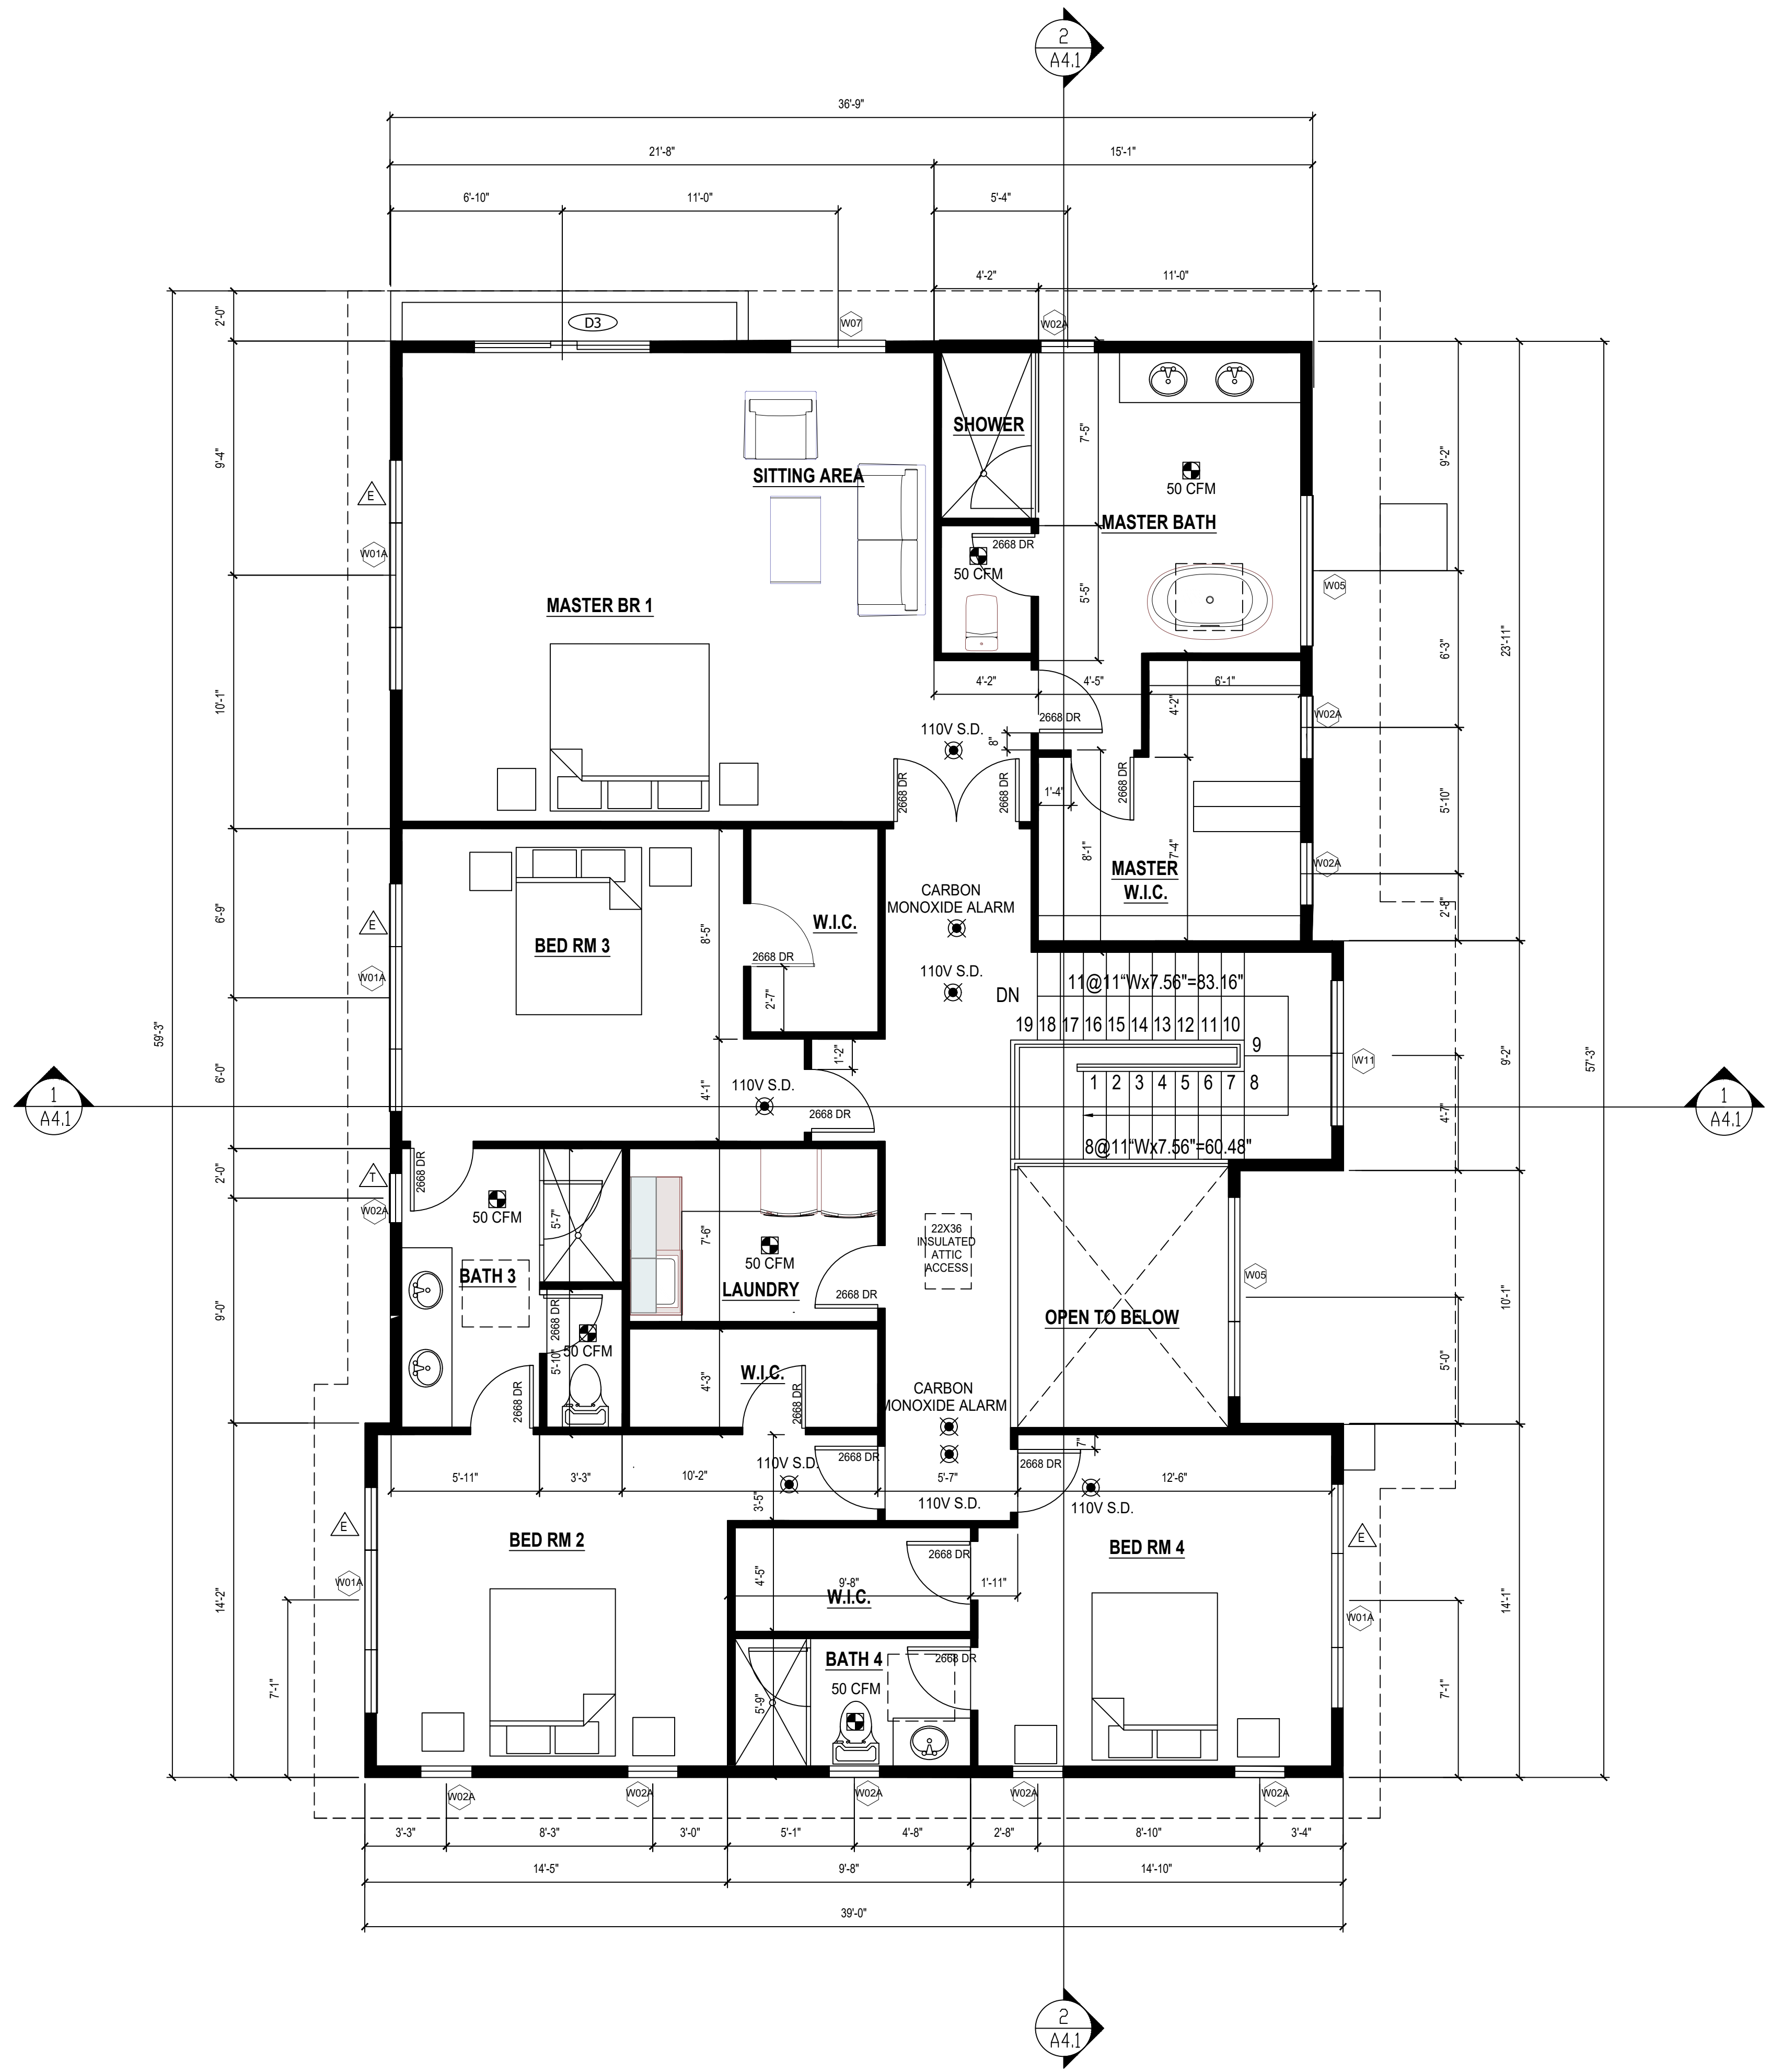 2
A4.1
36'-9"
21'-8"
15'-1"
6'-10"
11'-0"
5'-4"
4'-2"
11'-0"
2'-0"
D3
W07
W02A
SHOWER
7'-5"
9'-4"
9'-2"
SITTING AREA
50 CFM
E
MASTER BATH
2668 DR
W01A
50 CFM
W05
MASTER BR 1
5'-5"
6'-3"
23'-11"
4'-2"
4'-5"
6'-1"
10'-1"
4'-2"
2668 DR
W02A
110V S.D.
8"
2668 DR
2668 DR
1'-4"
2668 DR
5'-10"
8'-1"
7'-4"
MASTER
W.I.C.
W02A
CARBON
MONOXIDE ALARM
2'-8"
6'-9"
E
W.I.C.
8'-5"
BED RM 3
2668 DR
W01A
110V S.D.
DN
11@11“Wx7.56"=83.16"
2'-7"
19 18 17 16 15 14 13 12 11 10
59'-3"
9
W11
9'-2"
57'-3"
1'-2"
6'-0"
4'-1"
110V S.D.
1 2 3 4 5 6 7 8
1
A4.1
2668 DR
4'-7"
1
A4.1
8@11“Wx7.56"=60.48"
2'-0"
T
2668 DR
W02A
50 CFM
5'-7"
7'-6"
50 CFM
22X36
INSULATED
ATTIC
ACCESS
BATH 3
LAUNDRY
2668 DR
W05
10'-1"
9'-0"
2668 DR
OPEN TO BELOW
50 CFM
5'-10"
W.I.C.
4'-3"
5'-0"
2668 DR
2668 DR
CARBON
MONOXIDE ALARM
7"
110V S.D.
2668 DR
2668 DR
5'-11"
3'-3"
10'-2"
5'-7"
12'-6"
3'-5"
110V S.D.
110V S.D.
E
BED RM 2
E
BED RM 4
2668 DR
W01A
4'-5"
9'-8"
1'-11"
W.I.C.
14'-2"
14'-1"
W01A
BATH 4
2668 DR
50 CFM
7'-1"
5'-9"
7'-1"
W02A
W02A
W02A
W02A
W02A
3'-3"
8'-3"
3'-0"
5'-1"
4'-8"
2'-8"
8'-10"
3'-4"
14'-5"
9'-8"
14'-10"
39'-0"
2
A4.1